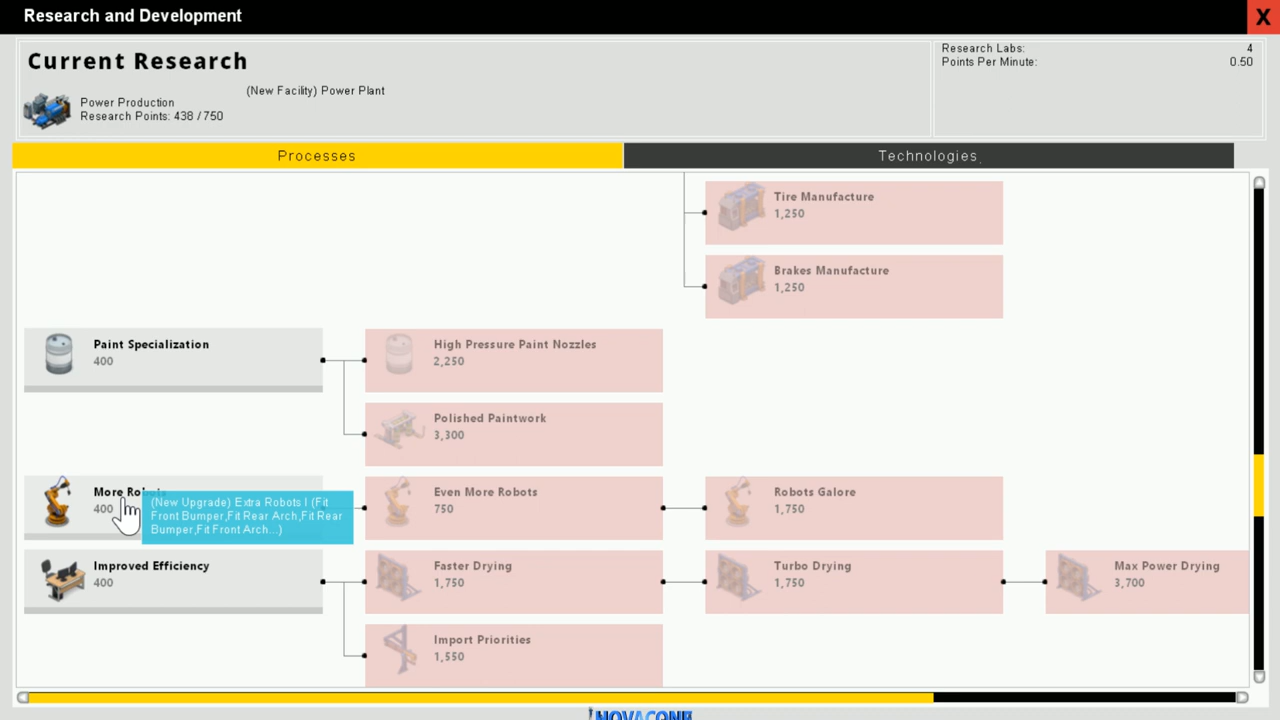 Research and Development
X
Current Research
(New Facility) Power Plant
Power Production
Research Points: 438 / 750
Research Labs: 4
Points Per Minute: 0.50
Processes
Technologies
Tire Manufacture
1,250
Brakes Manufacture
1,250
Paint Specialization
400
High Pressure Paint Nozzles
2,250
Polished Paintwork
3,300
More Robots
400
(New Upgrade) Extra Robots I (Fit
Front Bumper,Fit Rear Arch,Fit Rear
Bumper,Fit Front Arch...)
Even More Robots
750
Robots Galore
1,750
Improved Efficiency
400
Faster Drying
1,750
Turbo Drying
1,750
Max Power Drying
3,700
Import Priorities
1,550